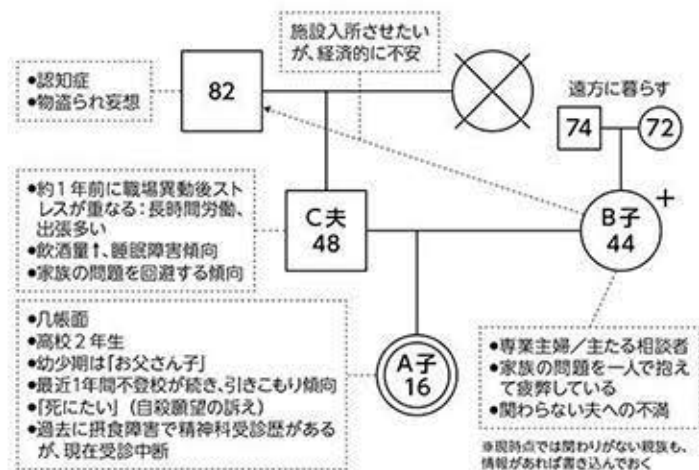 施設入所させたい
が、経済的に不安
●認知症
●物盗られ妄想
82
遠方に暮らす
74
72
●約1年前に職場異動後スト
レスが重なる:長時間労働、
出張多い
●飲酒量↑、睡眠障害傾向
●家族の問題を回避する傾向
C夫
48
B子
44
+
●几帳面
●高校2年生
●幼少期は「お父さん子」
●最近1年間不登校が続き、引きこもり傾向
●「死にたい」（自殺願望の訴え）
●過去に摂食障害で精神科受診歴がある
が、現在受診中断
A子
16
●専業主婦／主たる相談者
●家族の問題を一人で抱え
て疲弊している
●関わらない夫への不満
※現時点では関わりがない親族も、
情報があれば書き込んでおく